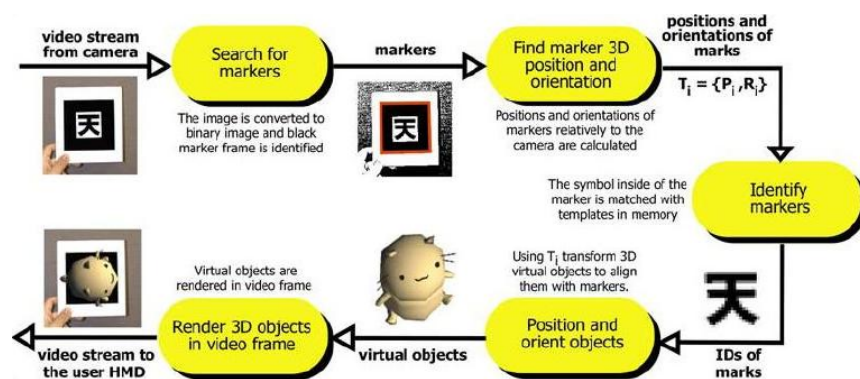 video stream
from camera
Search for
markers
The image is converted to
binary image and black
marker frame is identified
天
markers
天
Find marker 3D
position and
orientation
Positions and orientations of
markers relatively to the
camera are calculated
positions and
orientations of
marks
Tᵢ = {Pᵢ,Rᵢ}
Identify
markers
The symbol inside of the
marker is matched with
templates in memory
天
IDs of
marks
Using Tᵢ transform 3D
virtual objects to align
them with markers.
Position and
orient objects
virtual objects
Virtual objects are
rendered in video frame
Render 3D objects
in video frame
video stream to
the user HMD